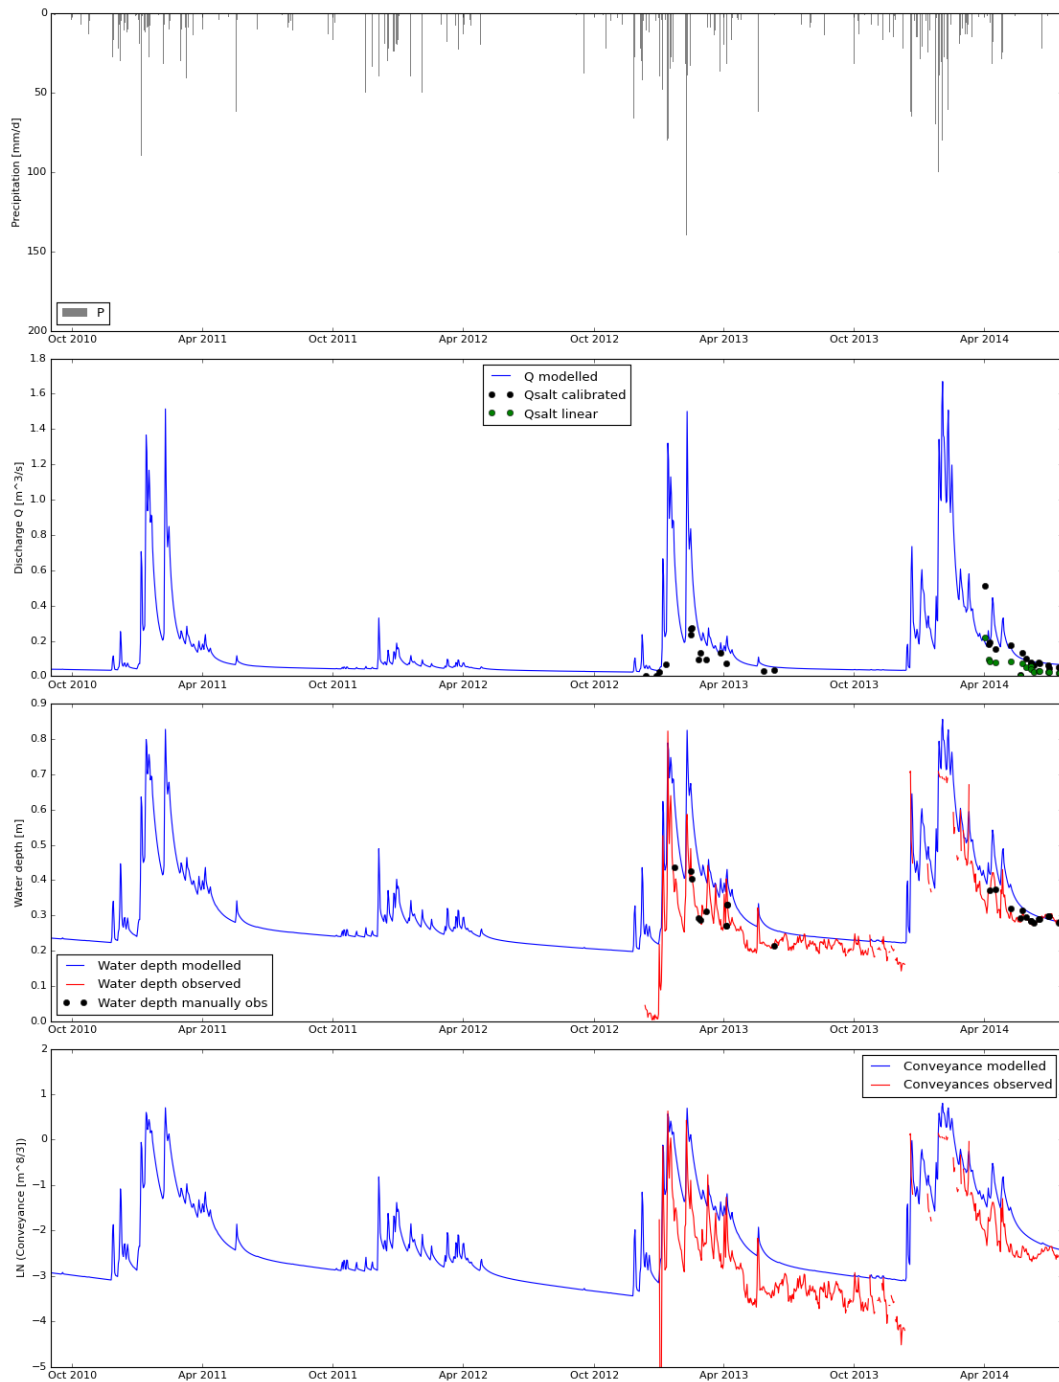 0
50
100
150
200
Precipitation [mm/d]
P
Oct 2010 Apr 2011 Oct 2011 Apr 2012 Oct 2012 Apr 2013 Oct 2013 Apr 2014
1.8
1.6
1.4
1.2
1.0
0.8
0.6
0.4
0.2
0.0
Discharge Q [m^3/s]
Q modelled
Qsalt calibrated
Qsalt linear
Oct 2010 Apr 2011 Oct 2011 Apr 2012 Oct 2012 Apr 2013 Oct 2013 Apr 2014
0.9
0.8
0.7
0.6
0.5
0.4
0.3
0.2
0.1
0.0
Water depth [m]
Water depth modelled
Water depth observed
Water depth manually obs
Oct 2010 Apr 2011 Oct 2011 Apr 2012 Oct 2012 Apr 2013 Oct 2013 Apr 2014
2
1
0
−1
−2
−3
−4
−5
LN (Conveyance [m^8/3])
Conveyance modelled
Conveyances observed
Oct 2010 Apr 2011 Oct 2011 Apr 2012 Oct 2012 Apr 2013 Oct 2013 Apr 2014